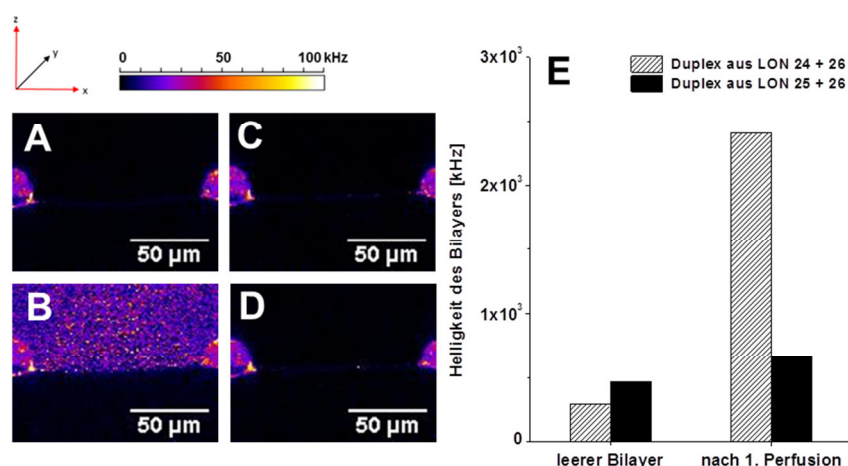 z
y
x
0 50 100 kHz
A
50 µm
C
50 µm
B
50 µm
D
50 µm
E
Duplex aus LON 24 + 26
Duplex aus LON 25 + 26
Helligkeit des Bilayers [kHz]
3x10³
2x10³
1x10³
0
leerer Bilayer nach 1. Perfusion